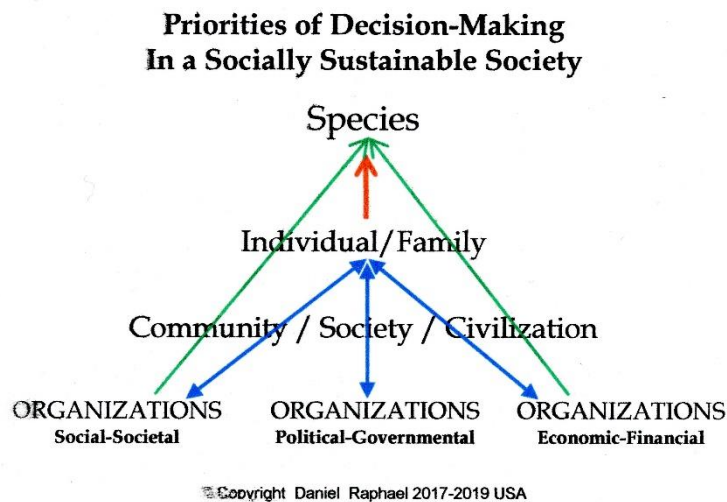 Priorities of Decision-Making
In a Socially Sustainable Society
Species
Individual/Family
Community / Society / Civilization
ORGANIZATIONS ORGANIZATIONS ORGANIZATIONS
Social-Societal Political-Governmental Economic-Financial
Copyright Daniel Raphael 2017-2019 USA